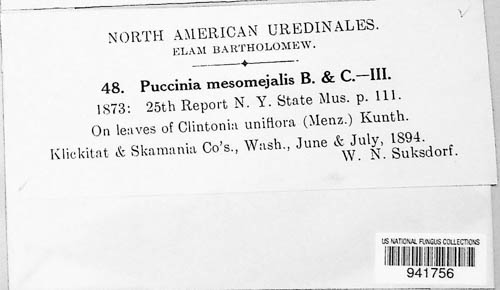 NORTH AMERICAN UREDINALES.
ELAM BARTHOLOMEW.
48. Puccinia mesomejalis B. & C.—III.
1873: 25th Report N. Y. State Mus. p. 111.
On leaves of Clintonia uniflora (Menz.) Kunth.
Klickitat & Skamania Co's., Wash., June & July, 1894.
W. N. Suksdorf.
US NATIONAL FUNGUS COLLECTIONS
941756